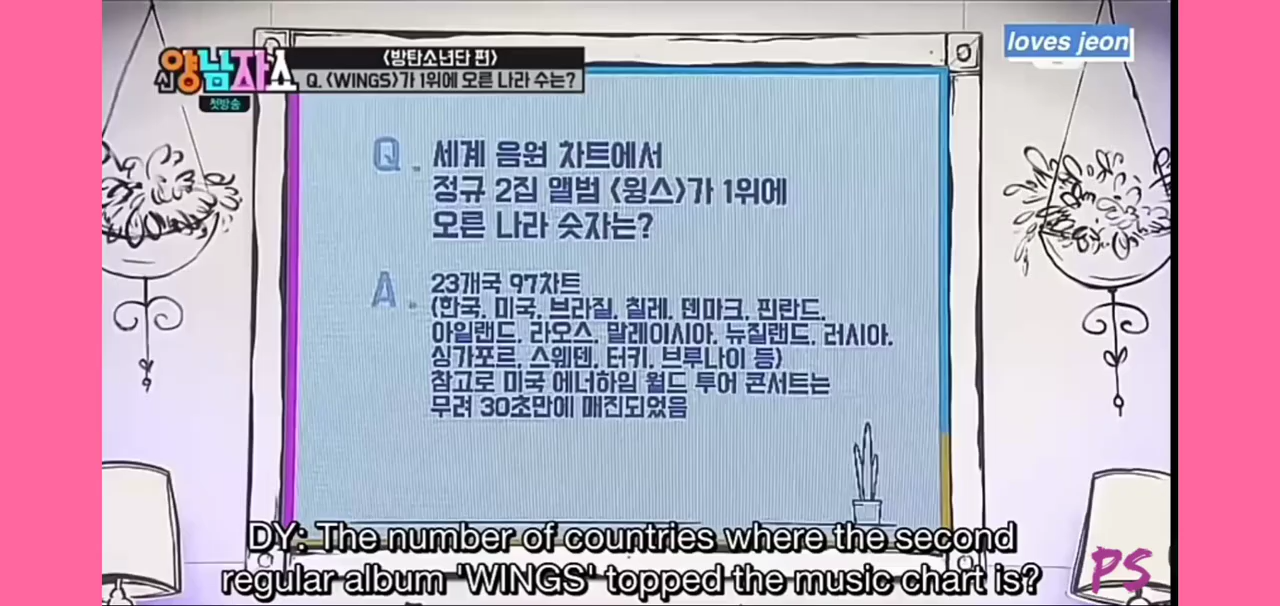 신양남자쇼
첫방송
〈방탄소년단 편〉
Q. 〈WINGS〉가 1위에 오른 나라 수는?
loves jeon
Q. 세계 음원 차트에서
정규 2집 앨범 〈윙스〉가 1위에
오른 나라 숫자는?
A. 23개국 97차트
(한국, 미국, 브라질, 칠레, 덴마크, 핀란드,
아일랜드, 라오스, 말레이시아, 뉴질랜드, 러시아,
싱가포르, 스웨덴, 터키, 브루나이 등)
참고로 미국 에너하임 월드 투어 콘서트는
무려 30초만에 매진되었음
DY: The number of countries where the second
regular album 'WINGS' topped the music chart is?
PS